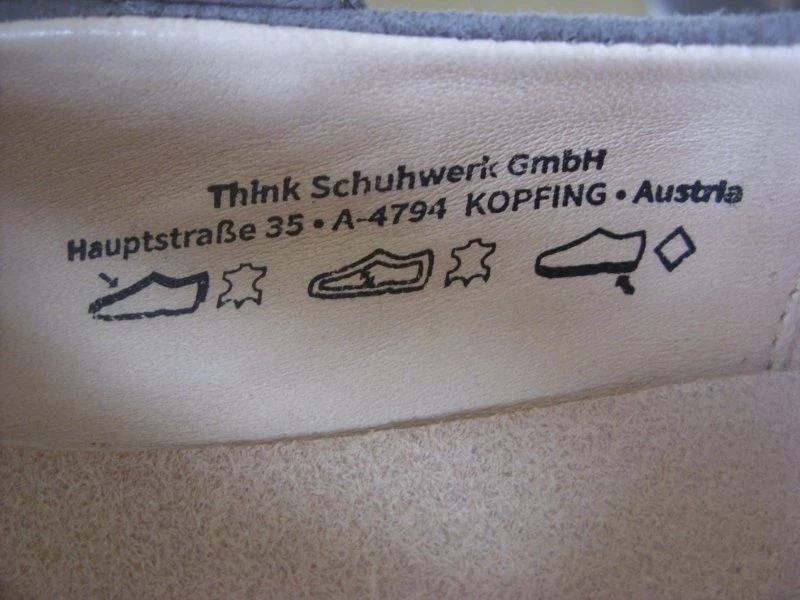 Think Schuhwerk GmbH
Hauptstraße 35 • A-4794 KOPFING • Austria